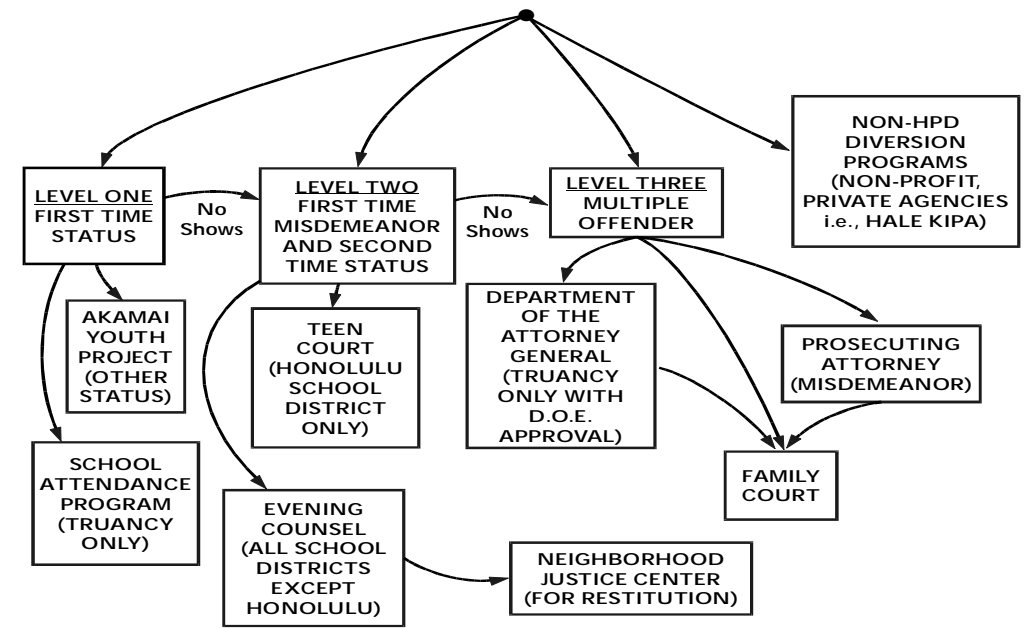 LEVEL ONE
FIRST TIME
STATUS
No
Shows
LEVEL TWO
FIRST TIME
MISDEMEANOR
AND SECOND
TIME STATUS
No
Shows
LEVEL THREE
MULTIPLE
OFFENDER
NON-HPD
DIVERSION
PROGRAMS
(NON-PROFIT,
PRIVATE AGENCIES
i.e., HALE KIPA)
AKAMAI
YOUTH
PROJECT
(OTHER
STATUS)
TEEN
COURT
(HONOLULU
SCHOOL
DISTRICT
ONLY)
DEPARTMENT
OF THE
ATTORNEY
GENERAL
(TRUANCY
ONLY WITH
D.O.E.
APPROVAL)
PROSECUTING
ATTORNEY
(MISDEMEANOR)
SCHOOL
ATTENDANCE
PROGRAM
(TRUANCY
ONLY)
EVENING
COUNSEL
(ALL SCHOOL
DISTRICTS
EXCEPT
HONOLULU)
FAMILY
COURT
NEIGHBORHOOD
JUSTICE CENTER
(FOR RESTITUTION)